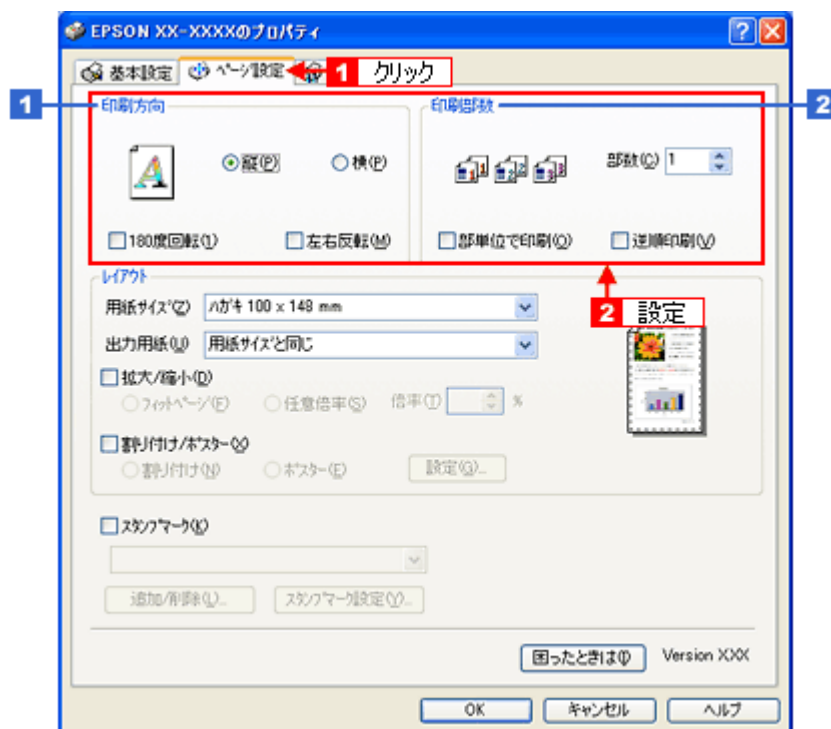 EPSON XX-XXXXのプロパティ
基本設定 ページ設定 1 クリック
1 印刷方向 印刷部数 2
縦(P) 横(P) 部数(C) 1
180度回転(1) 左右反転(M) 部単位で印刷(O) 逆順印刷(V)
レイアウト
2 設定
用紙サイズ(Z) ハガキ 100 x 148 mm
出力用紙(U) 用紙サイズと同じ
拡大/縮小(D)
フィットページ(F) 任意倍率(S) 倍率(T) %
割り付け/ポスター(X)
割り付け(N) ポスター(E) 設定(G)...
スタンプマーク(K)
追加/削除(L)... スタンプマーク設定(Y)...
困ったときは(I) Version XXX
OK キャンセル ヘルプ